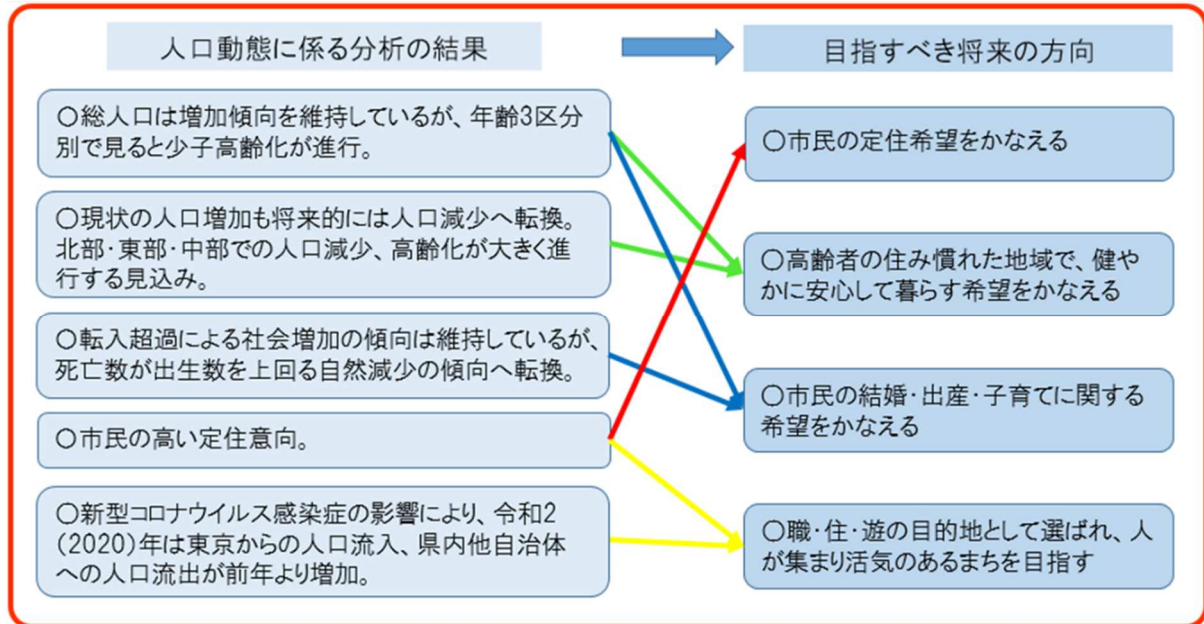 人口動態に係る分析の結果
○総人口は増加傾向を維持しているが、年齢3区分
別で見ると少子高齢化が進行。
○現状の人口増加も将来的には人口減少へ転換。
北部・東部・中部での人口減少、高齢化が大きく進
行する見込み。
○転入超過による社会増加の傾向は維持しているが、
死亡数が出生数を上回る自然減少の傾向へ転換。
○市民の高い定住意向。
○新型コロナウイルス感染症の影響により、令和2
(2020)年は東京からの人口流入、県内他自治体
への人口流出が前年より増加。
目指すべき将来の方向
○市民の定住希望をかなえる
○高齢者の住み慣れた地域で、健や
かに安心して暮らす希望をかなえる
○市民の結婚・出産・子育てに関する
希望をかなえる
○職・住・遊の目的地として選ばれ、人
が集まり活気のあるまちを目指す